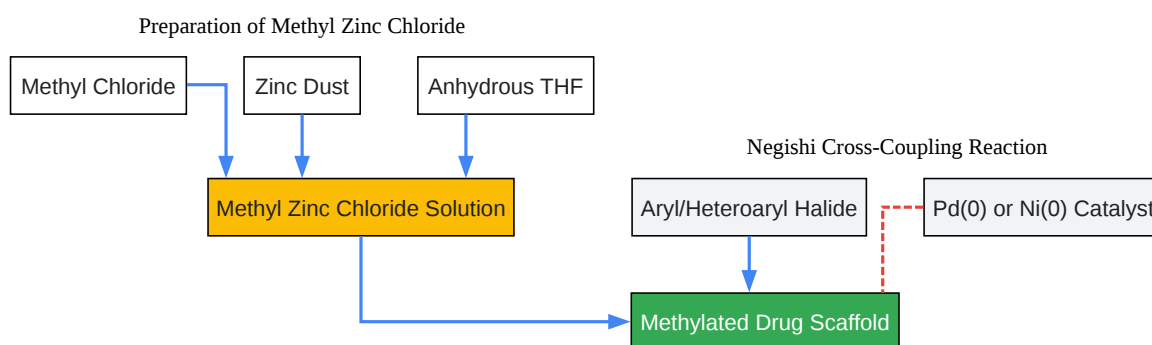 Preparation of Methyl Zinc Chloride
Methyl Chloride
Zinc Dust
Anhydrous THF
Negishi Cross-Coupling Reaction
Methyl Zinc Chloride Solution
Aryl/Heteroaryl Halide
Pd(0) or Ni(0) Catalyst
Methylated Drug Scaffold